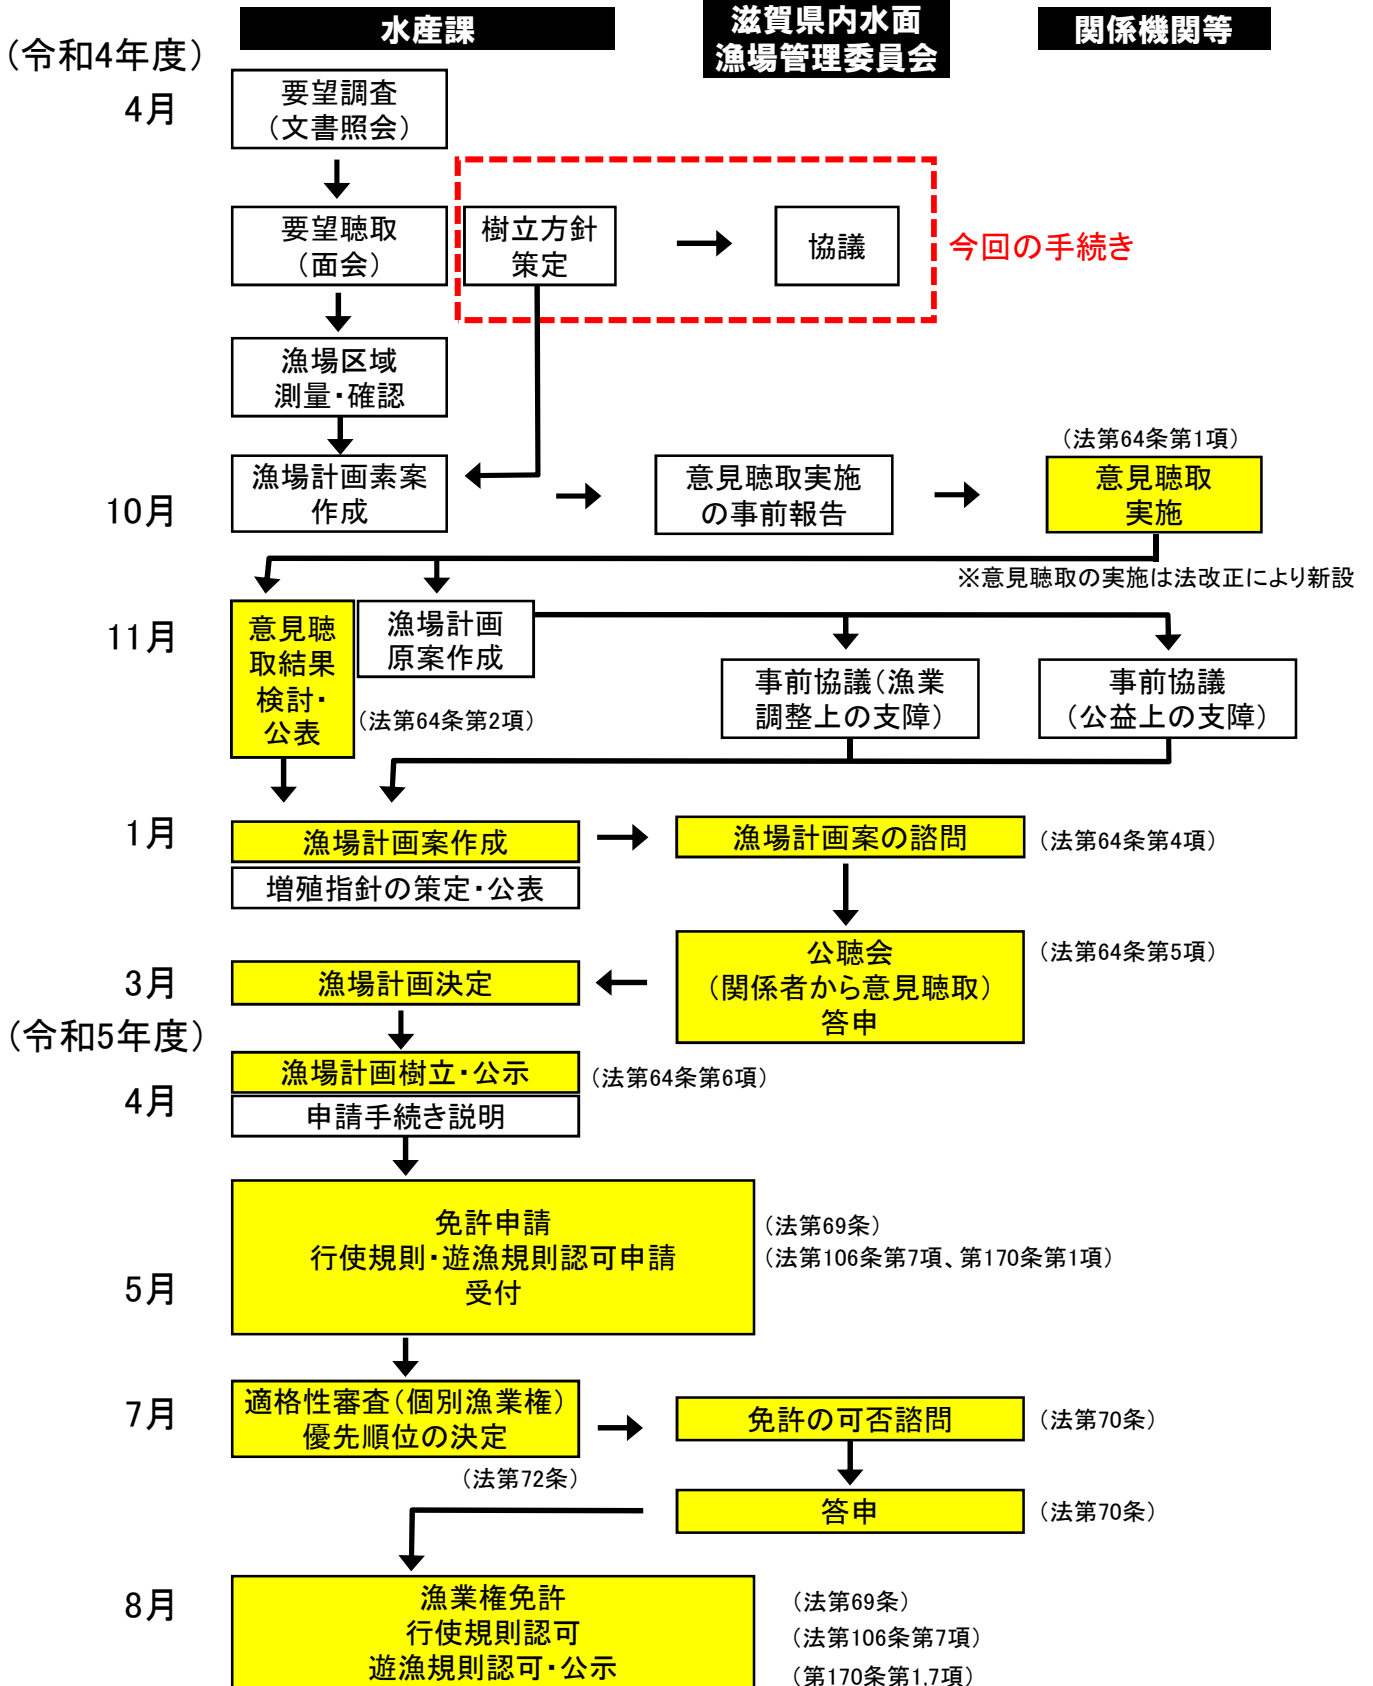 水産課
滋賀県内水面
漁場管理委員会
関係機関等
（令和4年度）
4月
要望調査
（文書照会）
要望聴取
（面会）
樹立方針
策定
協議
今回の手続き
漁場区域
測量・確認
10月
漁場計画素案
作成
意見聴取実施
の事前報告
（法第64条第1項）
意見聴取
実施
※意見聴取の実施は法改正により新設
11月
意見聴
取結果
検討・
公表
（法第64条第2項）
漁場計画
原案作成
事前協議（漁業
調整上の支障）
事前協議
（公益上の支障）
1月
漁場計画案作成
増殖指針の策定・公表
漁場計画案の諮問
（法第64条第4項）
公聴会
（関係者から意見聴取）
答申
（法第64条第5項）
3月
漁場計画決定
（令和5年度）
4月
漁場計画樹立・公示
（法第64条第6項）
申請手続き説明
5月
免許申請
行使規則・遊漁規則認可申請
受付
（法第69条）
（法第106条第7項、第170条第1項）
7月
適格性審査（個別漁業権）
優先順位の決定
（法第72条）
免許の可否諮問
（法第70条）
答申
（法第70条）
8月
漁業権免許
行使規則認可
遊漁規則認可・公示
（法第69条）
（法第106条第7項）
（第170条第1,7項）